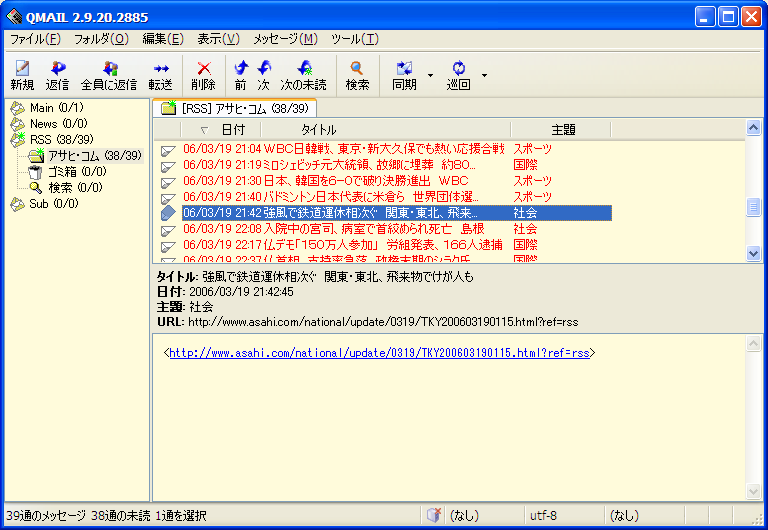 QMAIL 2.9.20.2885
ファイル(F) フォルダ(O) 編集(E) 表示(V) メッセージ(M) ツール(T)
新規 返信 全員に返信 転送 削除 前 次 次の未読 検索 同期 巡回
Main (0/1)
News (0/0)
RSS (38/39)
アサヒ・コム (38/39)
ゴミ箱 (0/0)
検索 (0/0)
Sub (0/0)
[RSS] アサヒ・コム (38/39)
日付 タイトル 主題
06/03/19 21:04 WBC日韓戦、東京・新大久保でも熱い応援合戦 スポーツ
06/03/19 21:19 ミロシェビッチ元大統領、故郷に埋葬 約80... 国際
06/03/19 21:30 日本、韓国を6-0で破り決勝進出 WBC スポーツ
06/03/19 21:40 バドミントン日本代表に米倉ら 世界団体選... スポーツ
06/03/19 21:42 強風で鉄道運休相次ぐ 関東・東北、飛来... 社会
06/03/19 22:08 入院中の宮司、病室で首絞められ死亡 島根 社会
06/03/19 22:17 仏デモ「150万人参加」 労組発表、166人逮捕 国際
06/03/19 22:37 仏首相、支持率急落 政権末期のシラク氏 国際
タイトル: 強風で鉄道運休相次ぐ 関東・東北、飛来物でけが人も
日付: 2006/03/19 21:42:45
主題: 社会
URL: http://www.asahi.com/national/update/0319/TKY200603190115.html?ref=rss
<http://www.asahi.com/national/update/0319/TKY200603190115.html?ref=rss>
39通のメッセージ 38通の未読 1通を選択 (なし) utf-8 (なし)